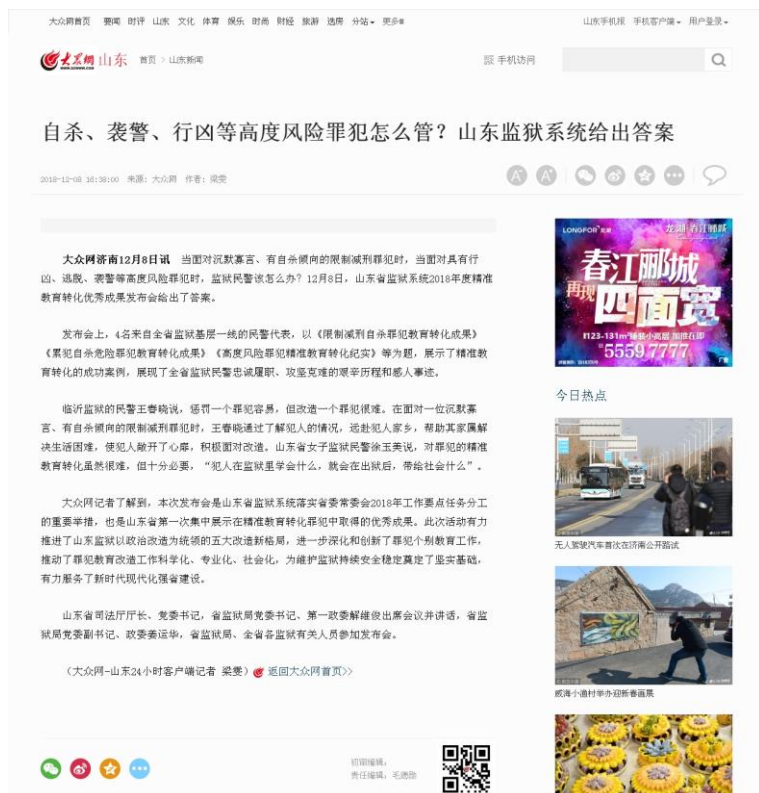 大众网首页 要闻 时评 山东 文化 体育 娱乐 时尚 财经 旅游 选房 分站 更多
山东手机报 手机客户端 用户登录
大众网 山东 首页 > 山东新闻
WWW.DZWWW.COM
手机访问
自杀、袭警、行凶等高度风险罪犯怎么管？山东监狱系统给出答案
2018-12-08 16:38:00 来源：大众网 作者：梁雯
A- A+
大众网济南12月8日讯 当面对沉默寡言、有自杀倾向的限制减刑罪犯时，当面对具有行
凶、逃脱、袭警等高度风险罪犯时，监狱民警该怎么办？12月8日，山东省监狱系统2018年度精准
教育转化优秀成果发布会给出了答案。
发布会上，4名来自全省监狱基层一线的民警代表，以《限制减刑自杀罪犯教育转化成果》
《累犯自杀危险罪犯教育转化成果》《高度风险罪犯精准教育转化纪实》等为题，展示了精准教
育转化的成功案例，展现了全省监狱民警忠诚履职、攻坚克难的艰辛历程和感人事迹。
临沂监狱的民警王春晓说，惩罚一个罪犯容易，但改造一个罪犯很难。在面对一位沉默寡
言、有自杀倾向的限制减刑罪犯时，王春晓通过了解犯人的情况，远赴犯人家乡，帮助其家属解
决生活困难，使犯人敞开了心扉，积极面对改造。山东省女子监狱民警徐玉美说，对罪犯的精准
教育转化虽然很难，但十分必要，“犯人在监狱里学会什么，就会在出狱后，带给社会什么”。
大众网记者了解到，本次发布会是山东省监狱系统落实省委常委会2018年工作要点任务分工
的重要举措，也是山东省第一次集中展示在精准教育转化罪犯中取得的优秀成果。此次活动有力
推进了山东监狱以政治改造为统领的五大改造新格局，进一步深化和创新了罪犯个别教育工作，
推动了罪犯教育改造工作科学化、专业化、社会化，为维护监狱持续安全稳定奠定了坚实基础，
有力服务了新时代现代化强省建设。
山东省司法厅厅长、党委书记，省监狱局党委书记、第一政委解维俊出席会议并讲话，省监
狱局党委副书记、政委姜运华，省监狱局、全省各监狱有关人员参加发布会。
（大众网-山东24小时客户端记者 梁雯） 返回大众网首页>>
初审编辑：
责任编辑：毛德勋
LONGFOR 龙湖
龙湖·春江郦城
春江郦城
再现
四面宽
5559 7777
广告
今日热点
无人驾驶汽车首次在济南公开路试
威海小渔村举办迎新春画展